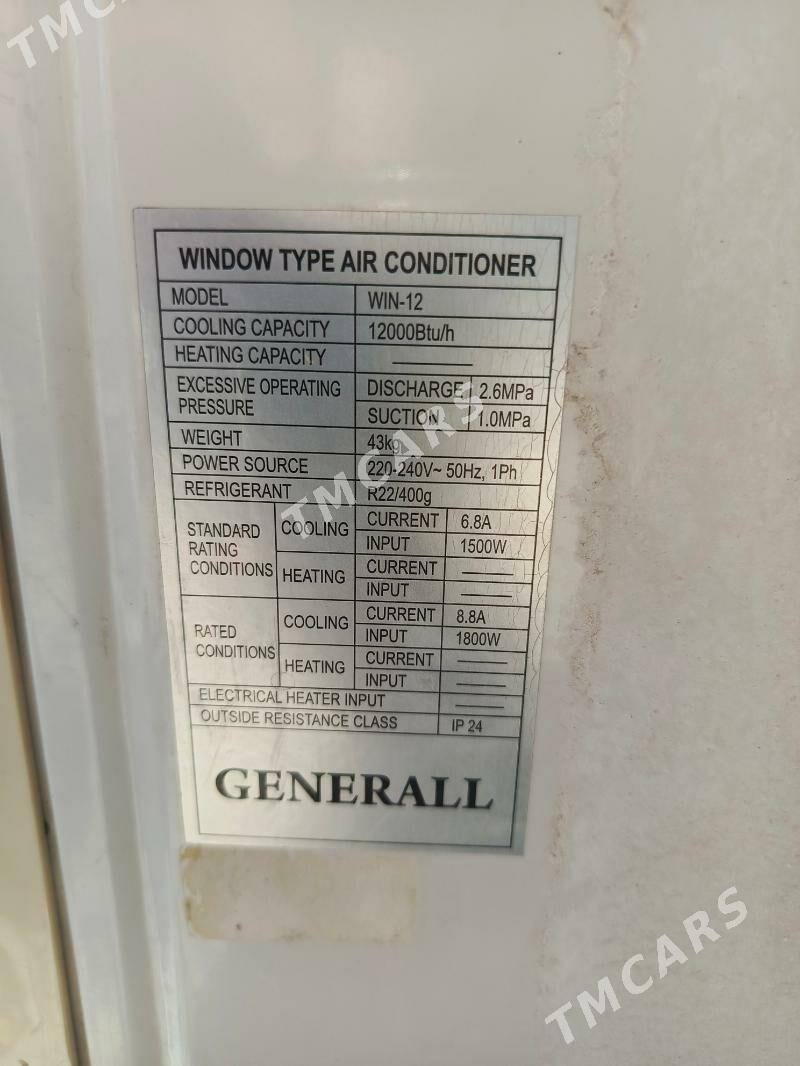 TMCARS
WINDOW TYPE AIR CONDITIONER
MODEL WIN-12
COOLING CAPACITY 12000Btu/h
HEATING CAPACITY
EXCESSIVE OPERATING PRESSURE DISCHARGE 2.6MPa
SUCTION 1.0MPa
WEIGHT 43kg
POWER SOURCE 220-240V~ 50Hz, 1Ph
REFRIGERANT R22/400g
STANDARD RATING CONDITIONS COOLING CURRENT 6.8A
INPUT 1500W
HEATING CURRENT
INPUT
RATED CONDITIONS COOLING CURRENT 8.8A
INPUT 1800W
HEATING CURRENT
INPUT
ELECTRICAL HEATER INPUT
OUTSIDE RESISTANCE CLASS IP 24
GENERALL
TMCARS
TMCARS